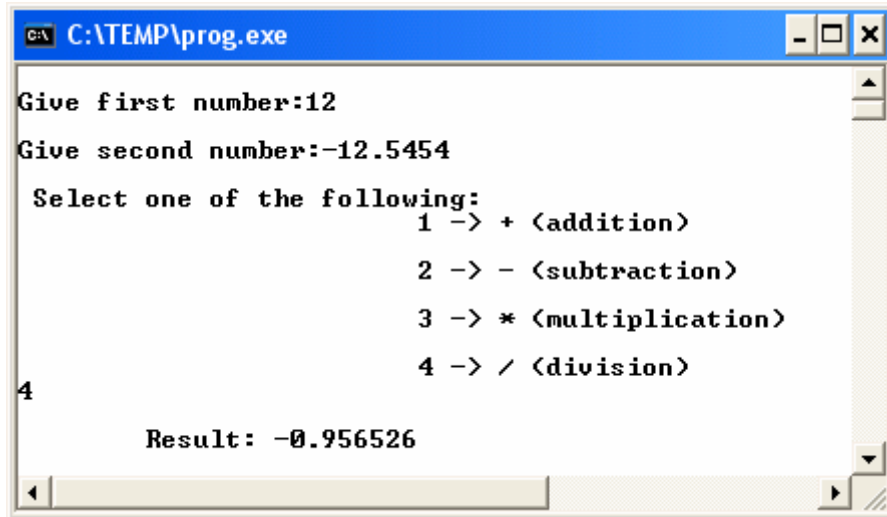 C:\TEMP\prog.exe
Give first number:12
Give second number:-12.5454
Select one of the following:
1 -> + (addition)
2 -> - (subtraction)
3 -> * (multiplication)
4 -> / (division)
4
Result: -0.956526